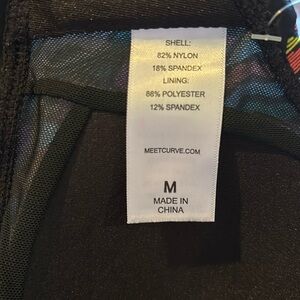 SHELL:
82% NYLON
18% SPANDEX
LINING:
88% POLYESTER
12% SPANDEX
MEETCURVE.COM
M
MADE IN
CHINA